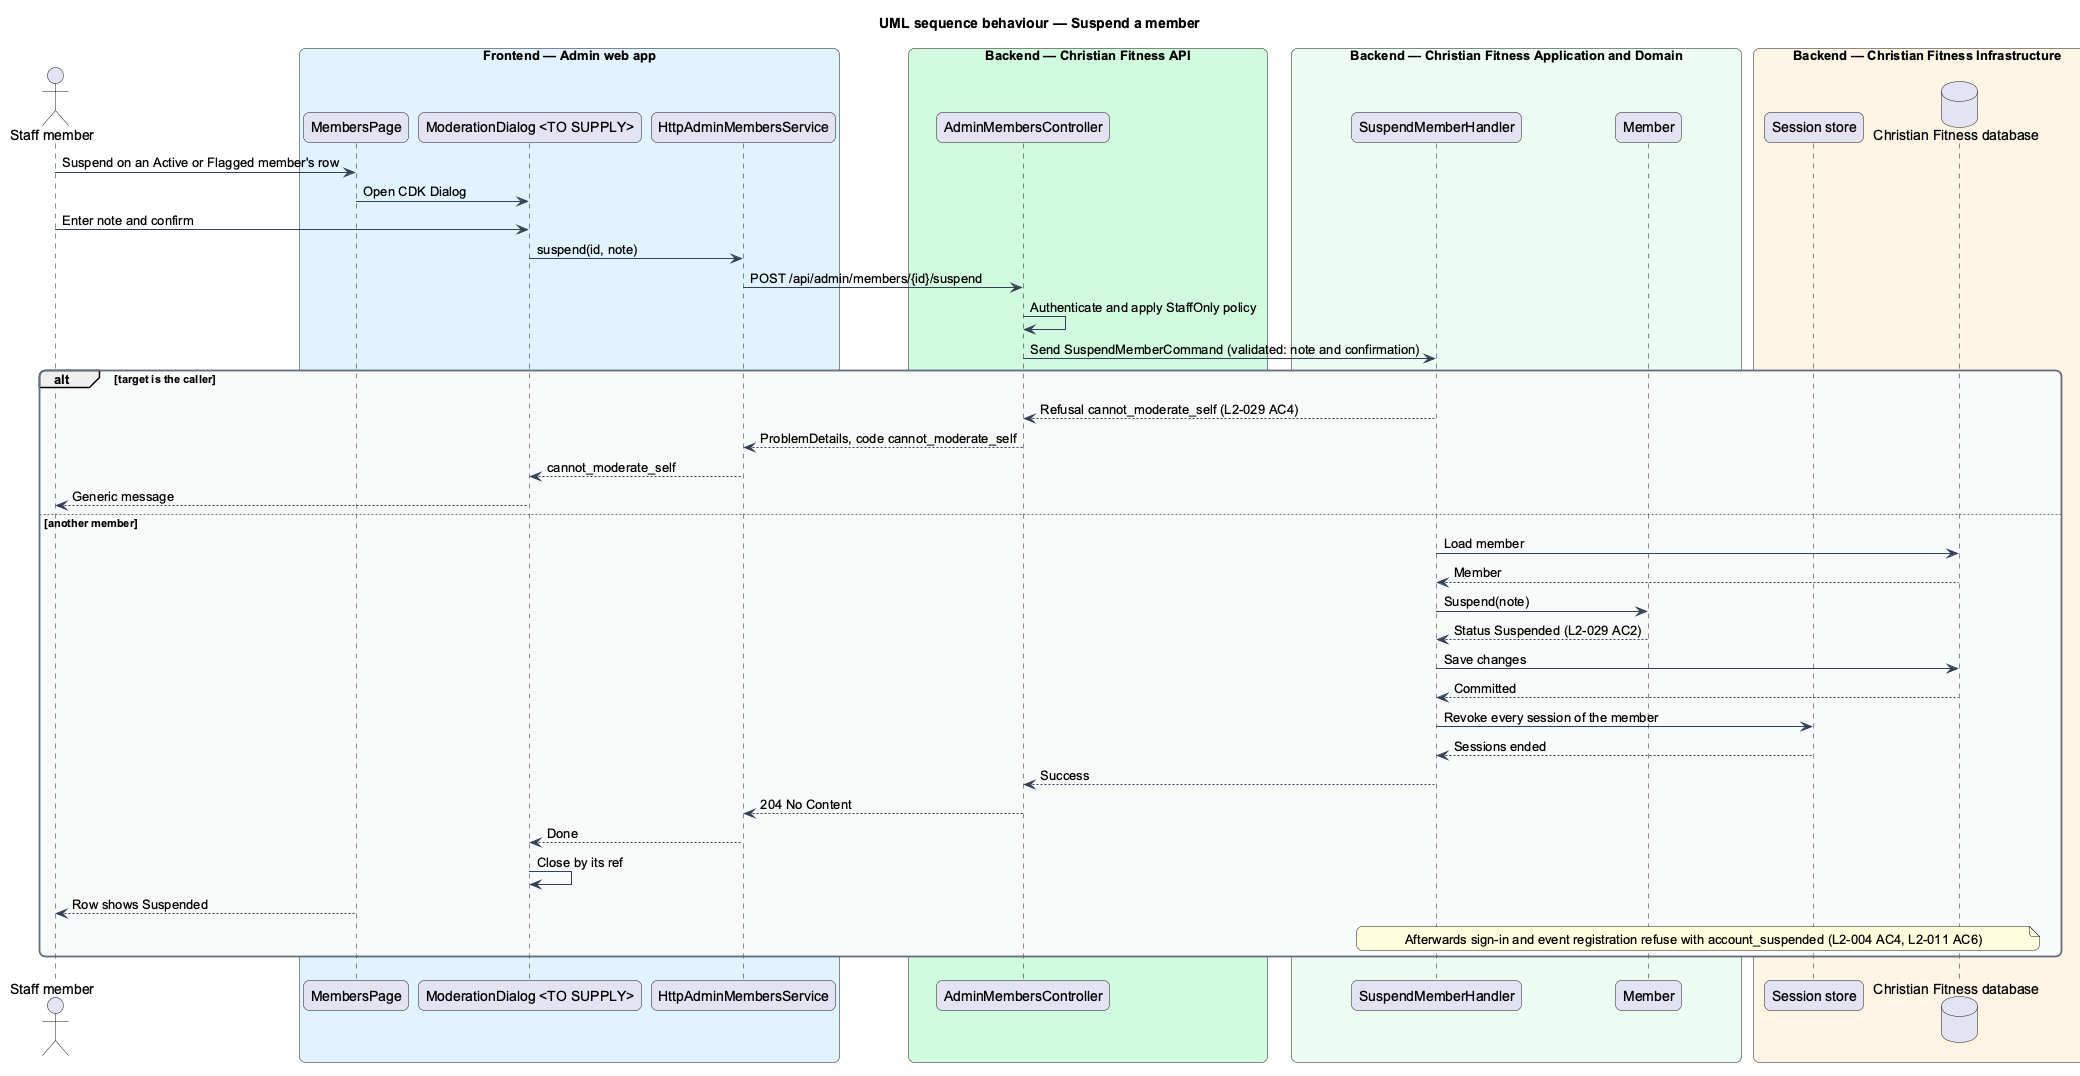 UML sequence behaviour — Suspend a member
Frontend — Admin web app
Backend — Christian Fitness API
Backend — Christian Fitness Application and Domain
Backend — Christian Fitness Infrastructure
Staff member
MembersPage
ModerationDialog <TO SUPPLY>
HttpAdminMembersService
AdminMembersController
SuspendMemberHandler
Member
Session store
Christian Fitness database
Suspend on an Active or Flagged member's row
Open CDK Dialog
Enter note and confirm
suspend(id, note)
POST /api/admin/members/{id}/suspend
Authenticate and apply StaffOnly policy
Send SuspendMemberCommand (validated: note and confirmation)
alt
[target is the caller]
Refusal cannot_moderate_self (L2-029 AC4)
ProblemDetails, code cannot_moderate_self
cannot_moderate_self
Generic message
[another member]
Load member
Member
Suspend(note)
Status Suspended (L2-029 AC2)
Save changes
Committed
Revoke every session of the member
Sessions ended
Success
204 No Content
Done
Close by its ref
Row shows Suspended
Afterwards sign-in and event registration refuse with account_suspended (L2-004 AC4, L2-011 AC6)
Staff member
MembersPage
ModerationDialog <TO SUPPLY>
HttpAdminMembersService
AdminMembersController
SuspendMemberHandler
Member
Session store
Christian Fitness database